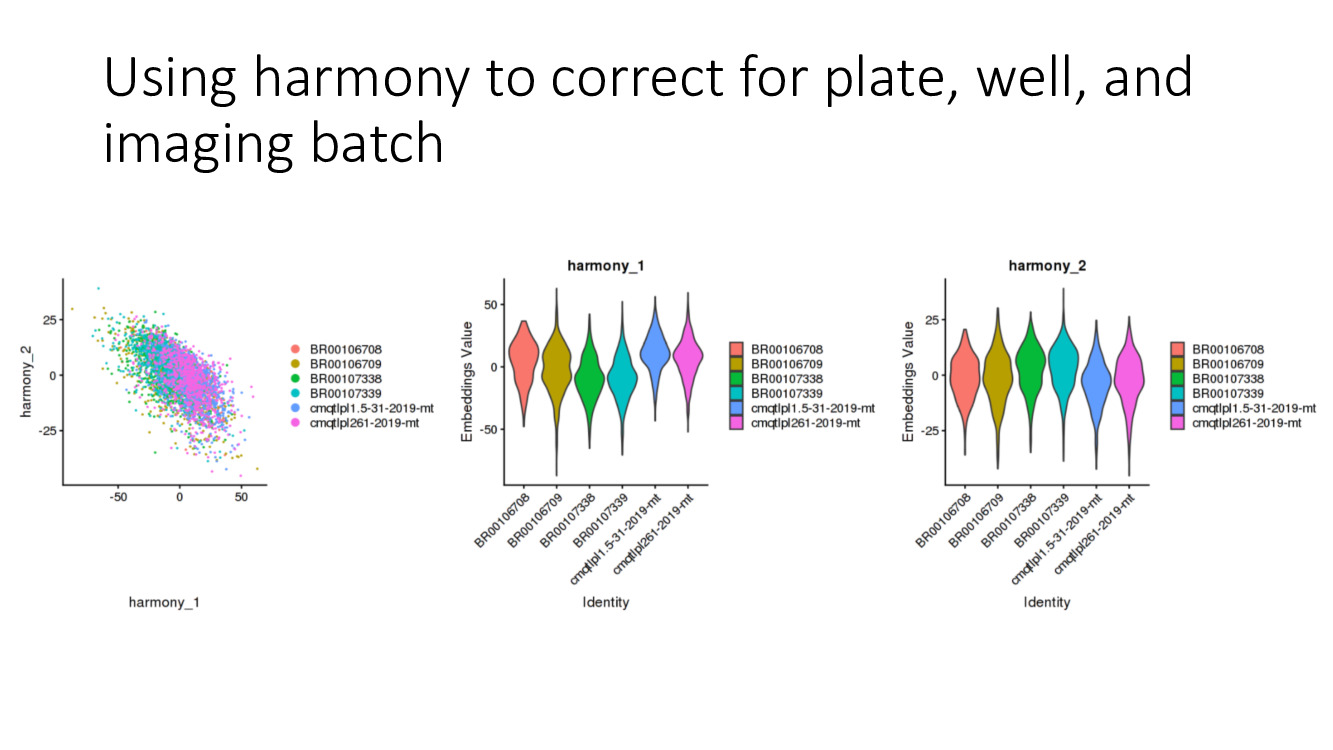 Using harmony to correct for plate, well, and
imaging batch
harmony_2
25
0
-25
-50
0
50
harmony_1
BR00106708
BR00106709
BR00107338
BR00107339
cmqtlpl1.5-31-2019-mt
cmqtlpl261-2019-mt
harmony_1
Embeddings Value
50
0
-50
BR00106708
BR00106709
BR00107338
BR00107339
cmqtlpl1.5-31-2019-mt
cmqtlpl261-2019-mt
Identity
BR00106708
BR00106709
BR00107338
BR00107339
cmqtlpl1.5-31-2019-mt
cmqtlpl261-2019-mt
harmony_2
Embeddings Value
25
0
-25
BR00106708
BR00106709
BR00107338
BR00107339
cmqtlpl1.5-31-2019-mt
cmqtlpl261-2019-mt
Identity
BR00106708
BR00106709
BR00107338
BR00107339
cmqtlpl1.5-31-2019-mt
cmqtlpl261-2019-mt